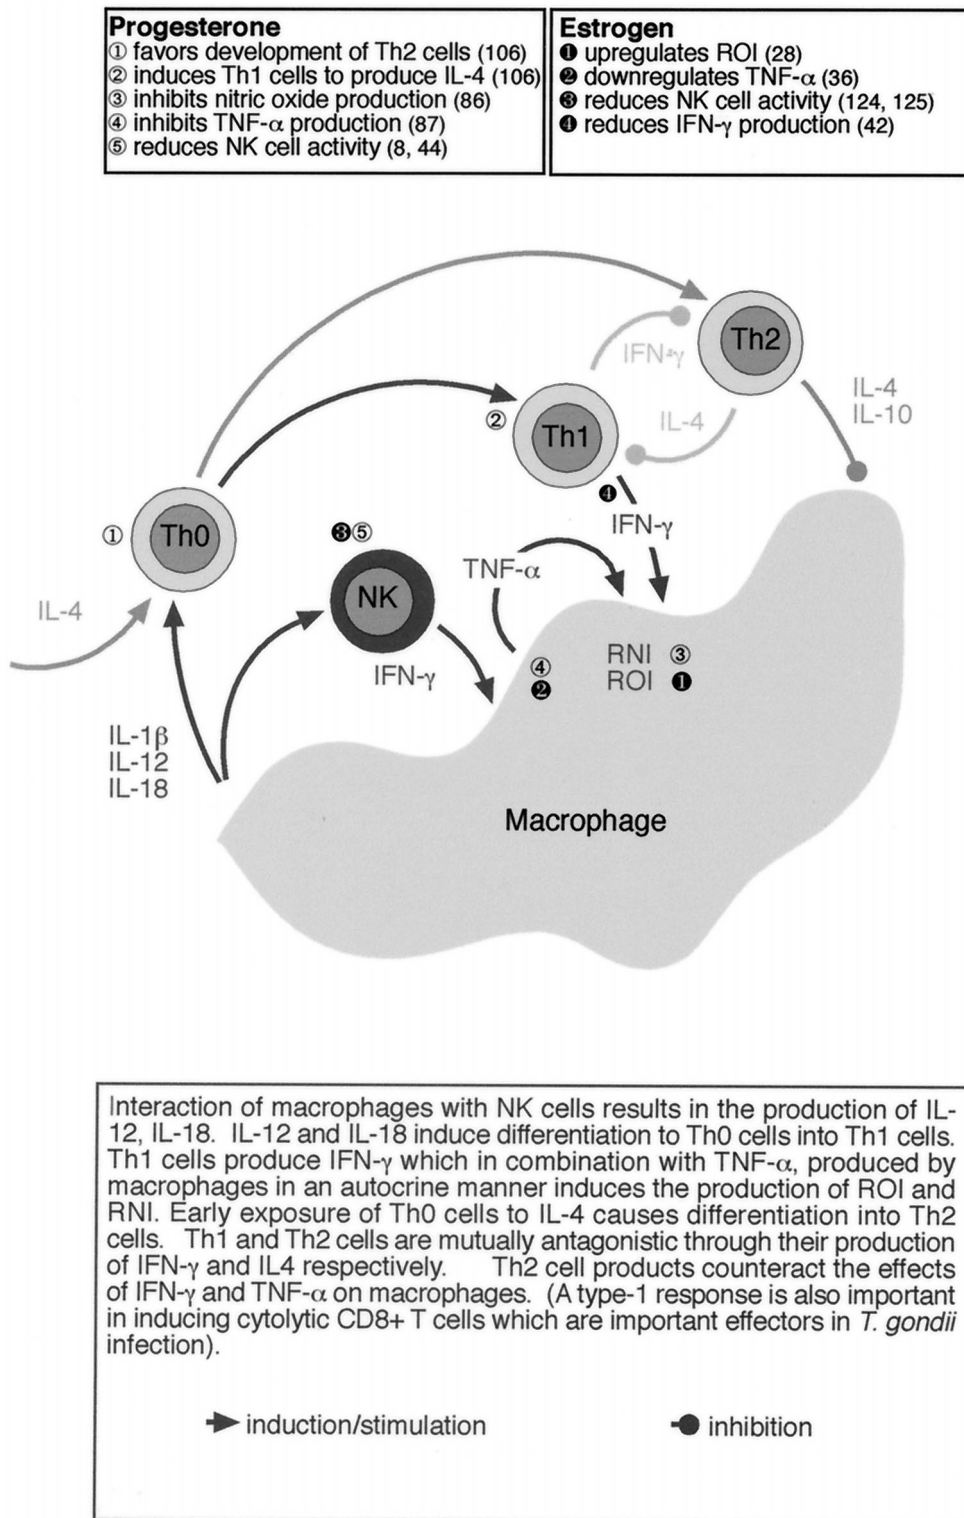 Progesterone
① favors development of Th2 cells (106)
② induces Th1 cells to produce IL-4 (106)
③ inhibits nitric oxide production (86)
④ inhibits TNF-α production (87)
⑤ reduces NK cell activity (8, 44)
Estrogen
❶ upregulates ROI (28)
❷ downregulates TNF-α (36)
❸ reduces NK cell activity (124, 125)
❹ reduces IFN-γ production (42)
Th2
IFN-γ
IL-4
IL-10
②
Th1
IL-4
❹
IFN-γ
①
Th0
❸⑤
TNF-α
NK
IL-4
IFN-γ
④
❷
RNI ③
ROI ❶
IL-1β
IL-12
IL-18
Macrophage
Interaction of macrophages with NK cells results in the production of IL-
12, IL-18. IL-12 and IL-18 induce differentiation to Th0 cells into Th1 cells.
Th1 cells produce IFN-γ which in combination with TNF-α, produced by
macrophages in an autocrine manner induces the production of ROI and
RNI. Early exposure of Th0 cells to IL-4 causes differentiation into Th2
cells. Th1 and Th2 cells are mutually antagonistic through their production
of IFN-γ and IL4 respectively. Th2 cell products counteract the effects
of IFN-γ and TNF-α on macrophages. (A type-1 response is also important
in inducing cytolytic CD8+ T cells which are important effectors in T. gondii
infection).
induction/stimulation
inhibition